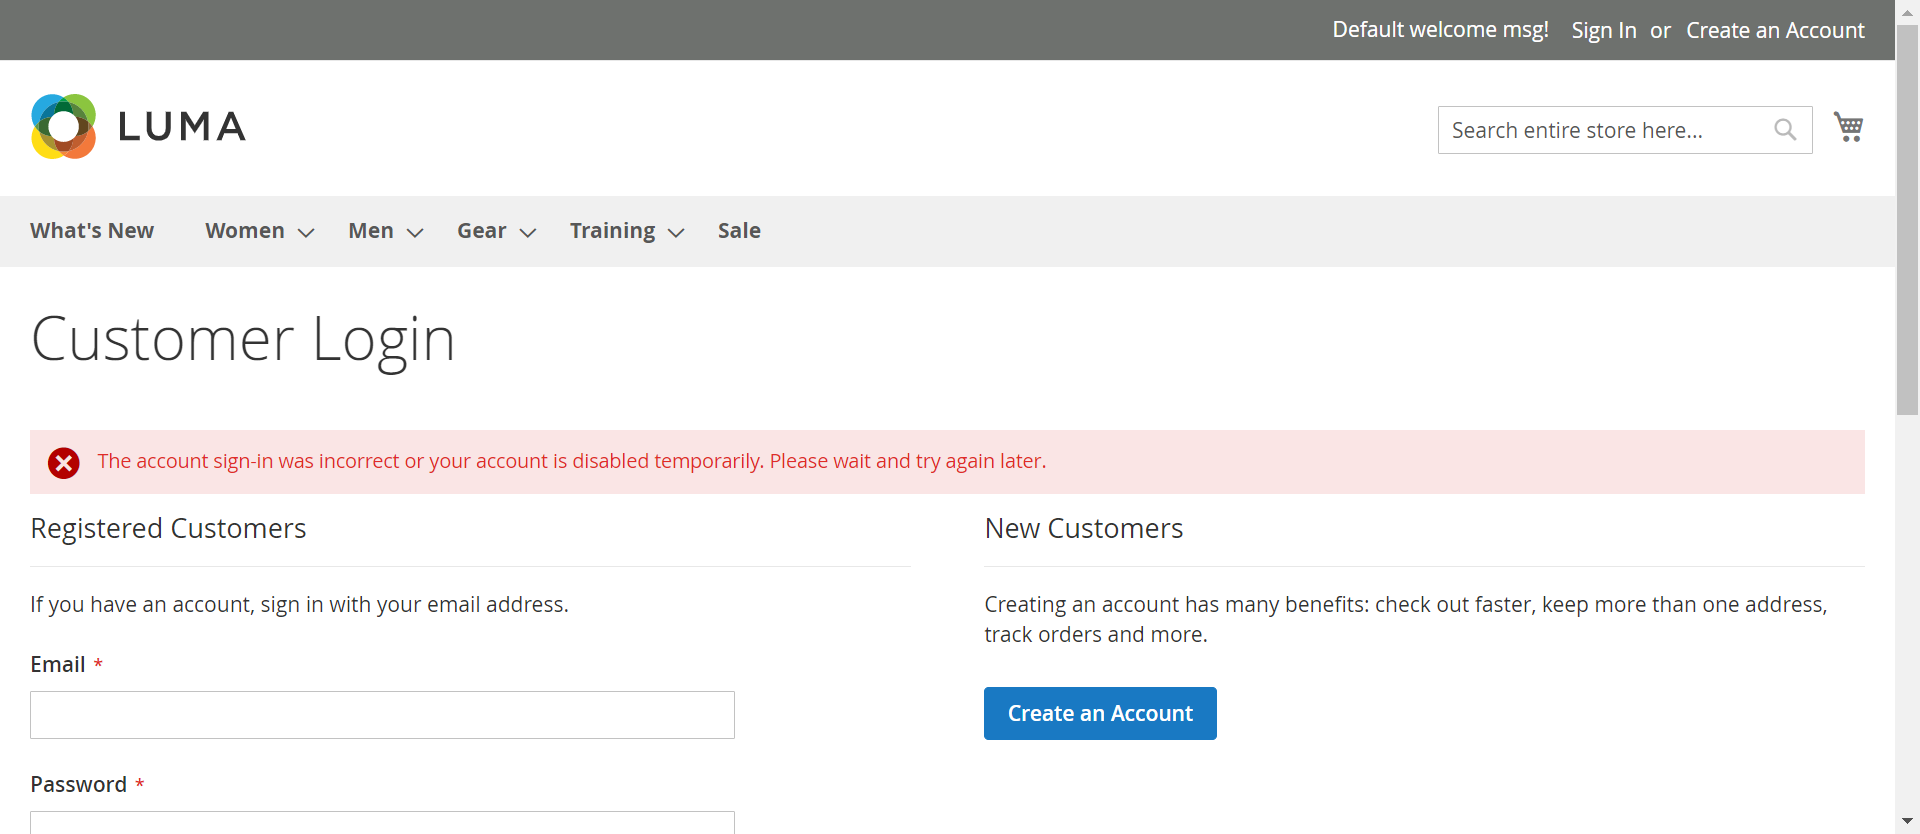 Default welcome msg! Sign In or Create an Account
LUMA
Search entire store here...
What's New Women Men Gear Training Sale
Customer Login
The account sign-in was incorrect or your account is disabled temporarily. Please wait and try again later.
Registered Customers
If you have an account, sign in with your email address.
Email *
Password *
New Customers
Creating an account has many benefits: check out faster, keep more than one address,
track orders and more.
Create an Account